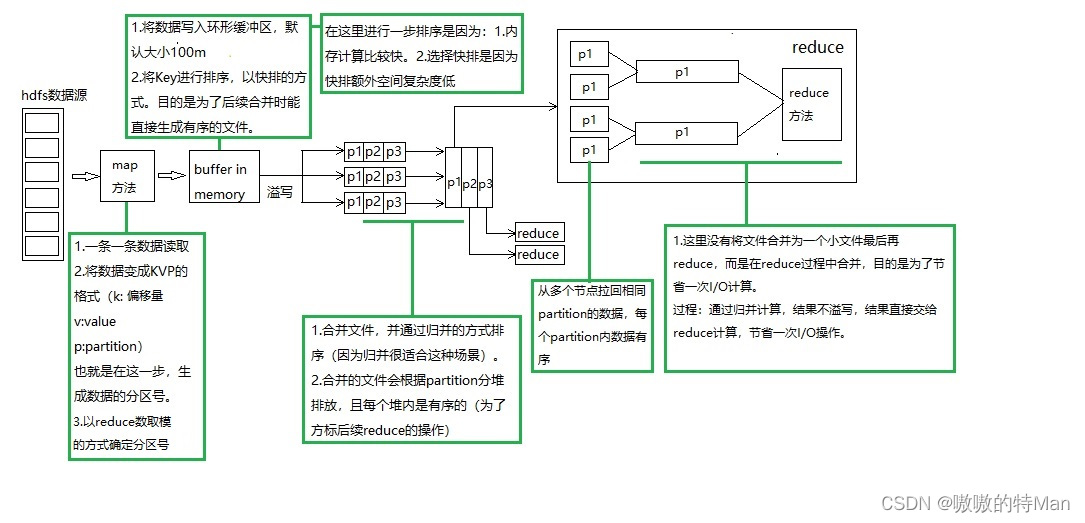 1.将数据写入环形缓冲区，默
认大小100m
2.将Key进行排序，以快排的方
式。目的是为了后续合并时能
直接生成有序的文件。
在这里进行一步排序是因为：1.内
存计算比较快。2.选择快排是因为
快排额外空间复杂度低
hdfs数据源
map
方法
buffer in
memory
溢写
p1 p2 p3
p1 p2 p3
p1 p2 p3
p1 p2 p3
reduce
reduce
reduce
p1
p1
p1
p1
p1
p1
reduce
方法
1.一条一条数据读取
2.将数据变成KVP的
格式（k: 偏移量
v:value
p:partition）
也就是在这一步，生
成数据的分区号。
3.以reduce数取模
的方式确定分区号
1.合并文件，并通过归并的方式排
序（因为归并很适合这种场景）。
2.合并的文件会根据partition分堆
排放，且每个堆内是有序的（为了
方标后续reduce的操作）
从多个节点拉回相同
partition的数据，每
个partition内数据有
序
1.这里没有将文件合并为一个小文件最后再
reduce，而是在reduce过程中合并，目的是为了节
省一次I/O计算。
过程：通过归并计算，结果不溢写，结果直接交给
reduce计算，节省一次I/O操作。
CSDN @嗷嗷的特Man